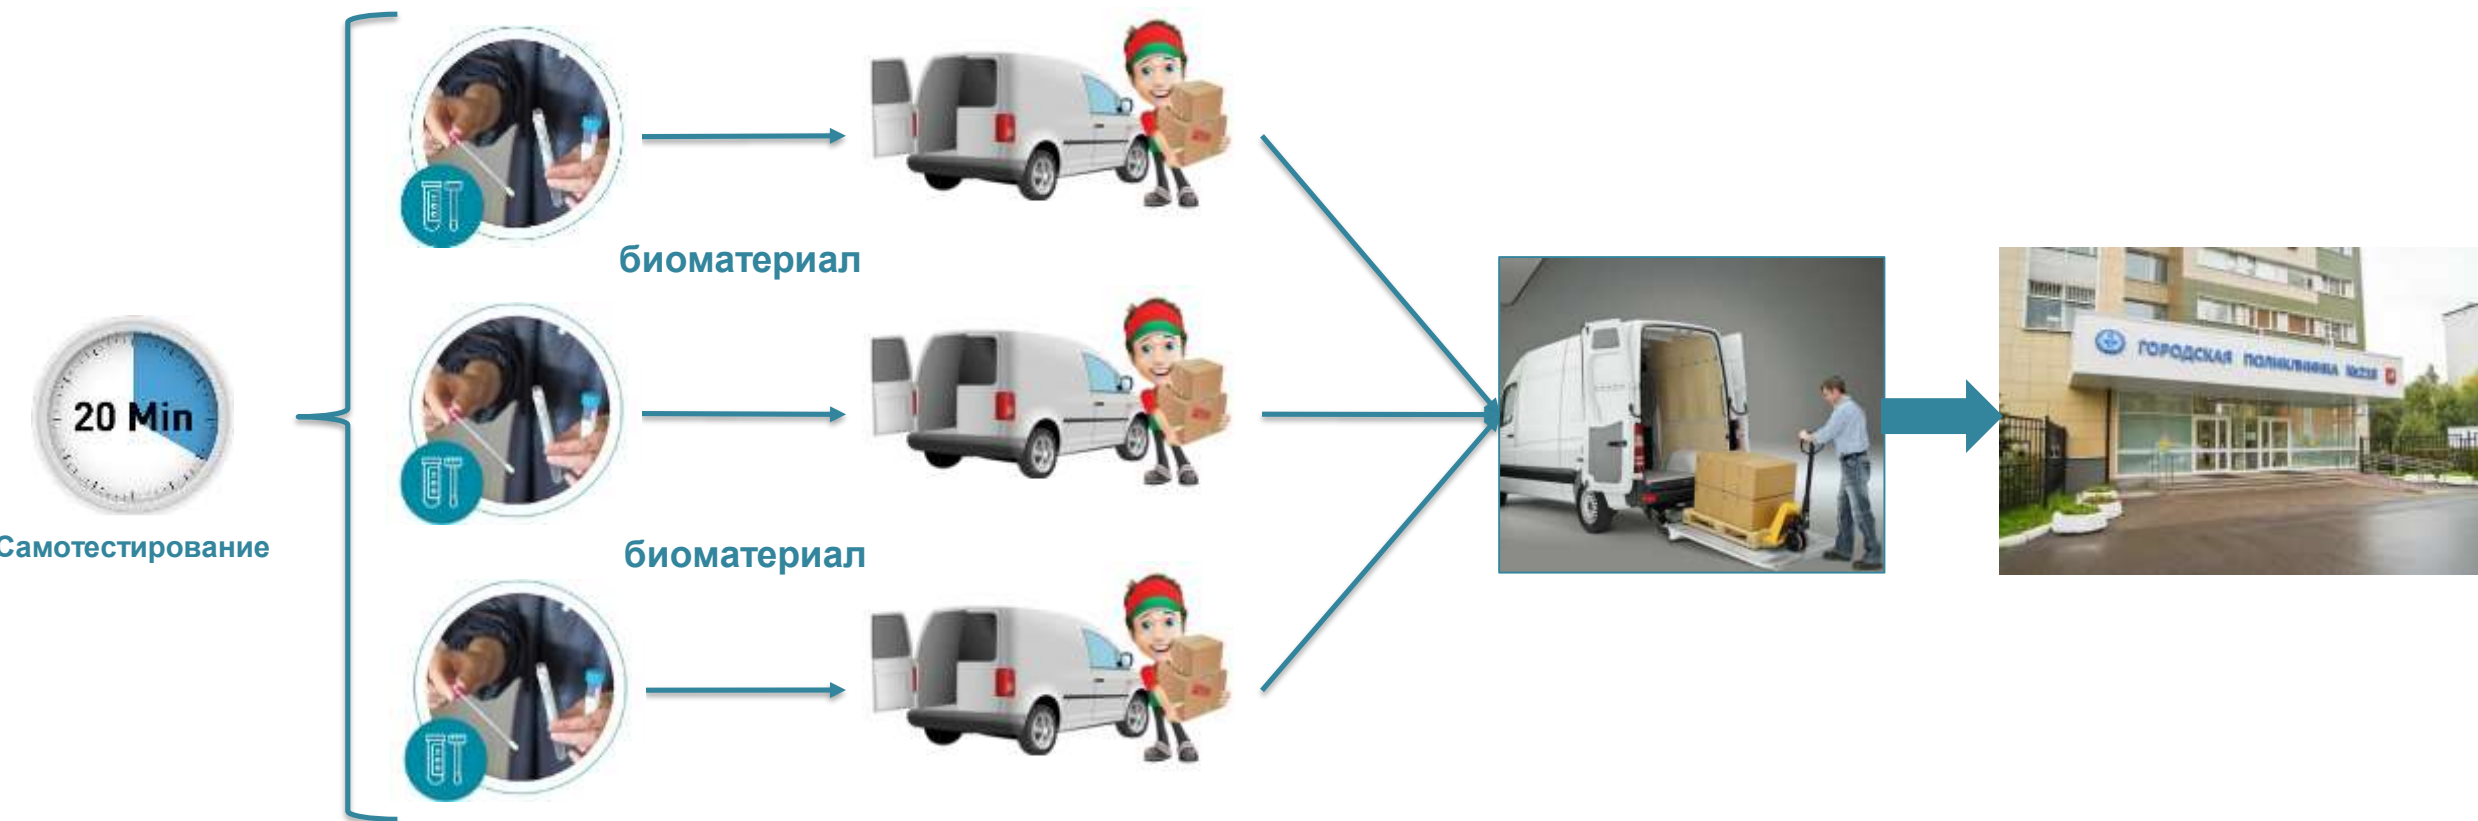 биоматериал
20 Min
Самотестирование
биоматериал
ГОРОДСКАЯ ПОЛИКЛИНИКА